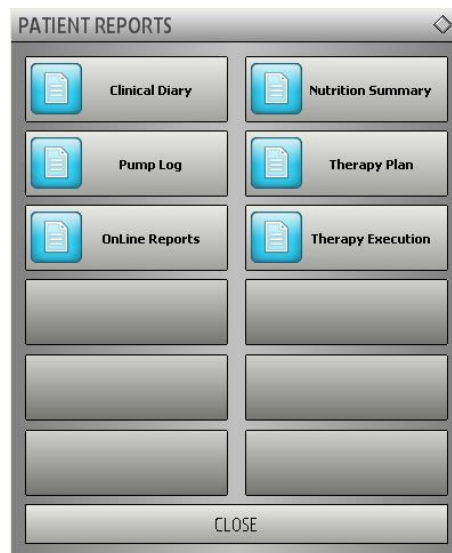 PATIENT REPORTS
Clinical Diary
Nutrition Summary
Pump Log
Therapy Plan
OnLine Reports
Therapy Execution
CLOSE